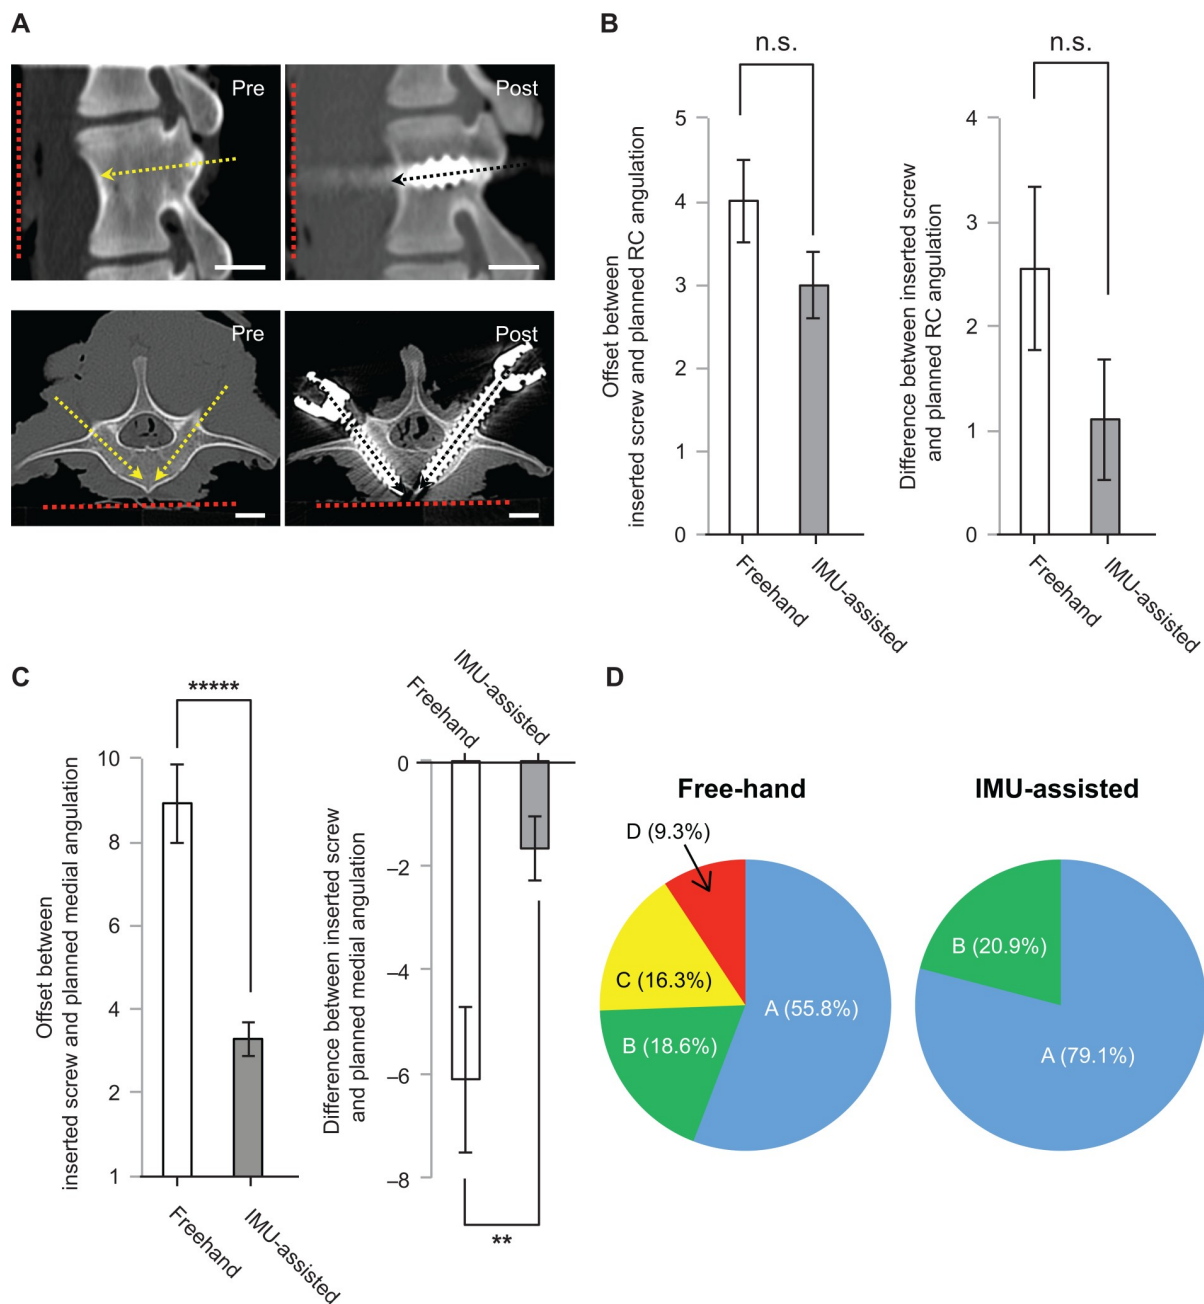 A
Pre
Post
Pre
Post
B
n.s.
5
4
3
2
1
0
Offset between
inserted screw and planned RC angulation
Freehand
IMU-assisted
n.s.
4
3
2
1
0
Difference between inserted screw
and planned RC angulation
Freehand
IMU-assisted
C
*****
10
8
6
4
2
1
Offset between
inserted screw and planned medial angulation
Freehand
IMU-assisted
Freehand
IMU-assisted
0
–2
–4
–6
–8
Difference between inserted screw
and planned medial angulation
**
D
Free-hand
D (9.3%)
C (16.3%)
B (18.6%)
A (55.8%)
IMU-assisted
B (20.9%)
A (79.1%)